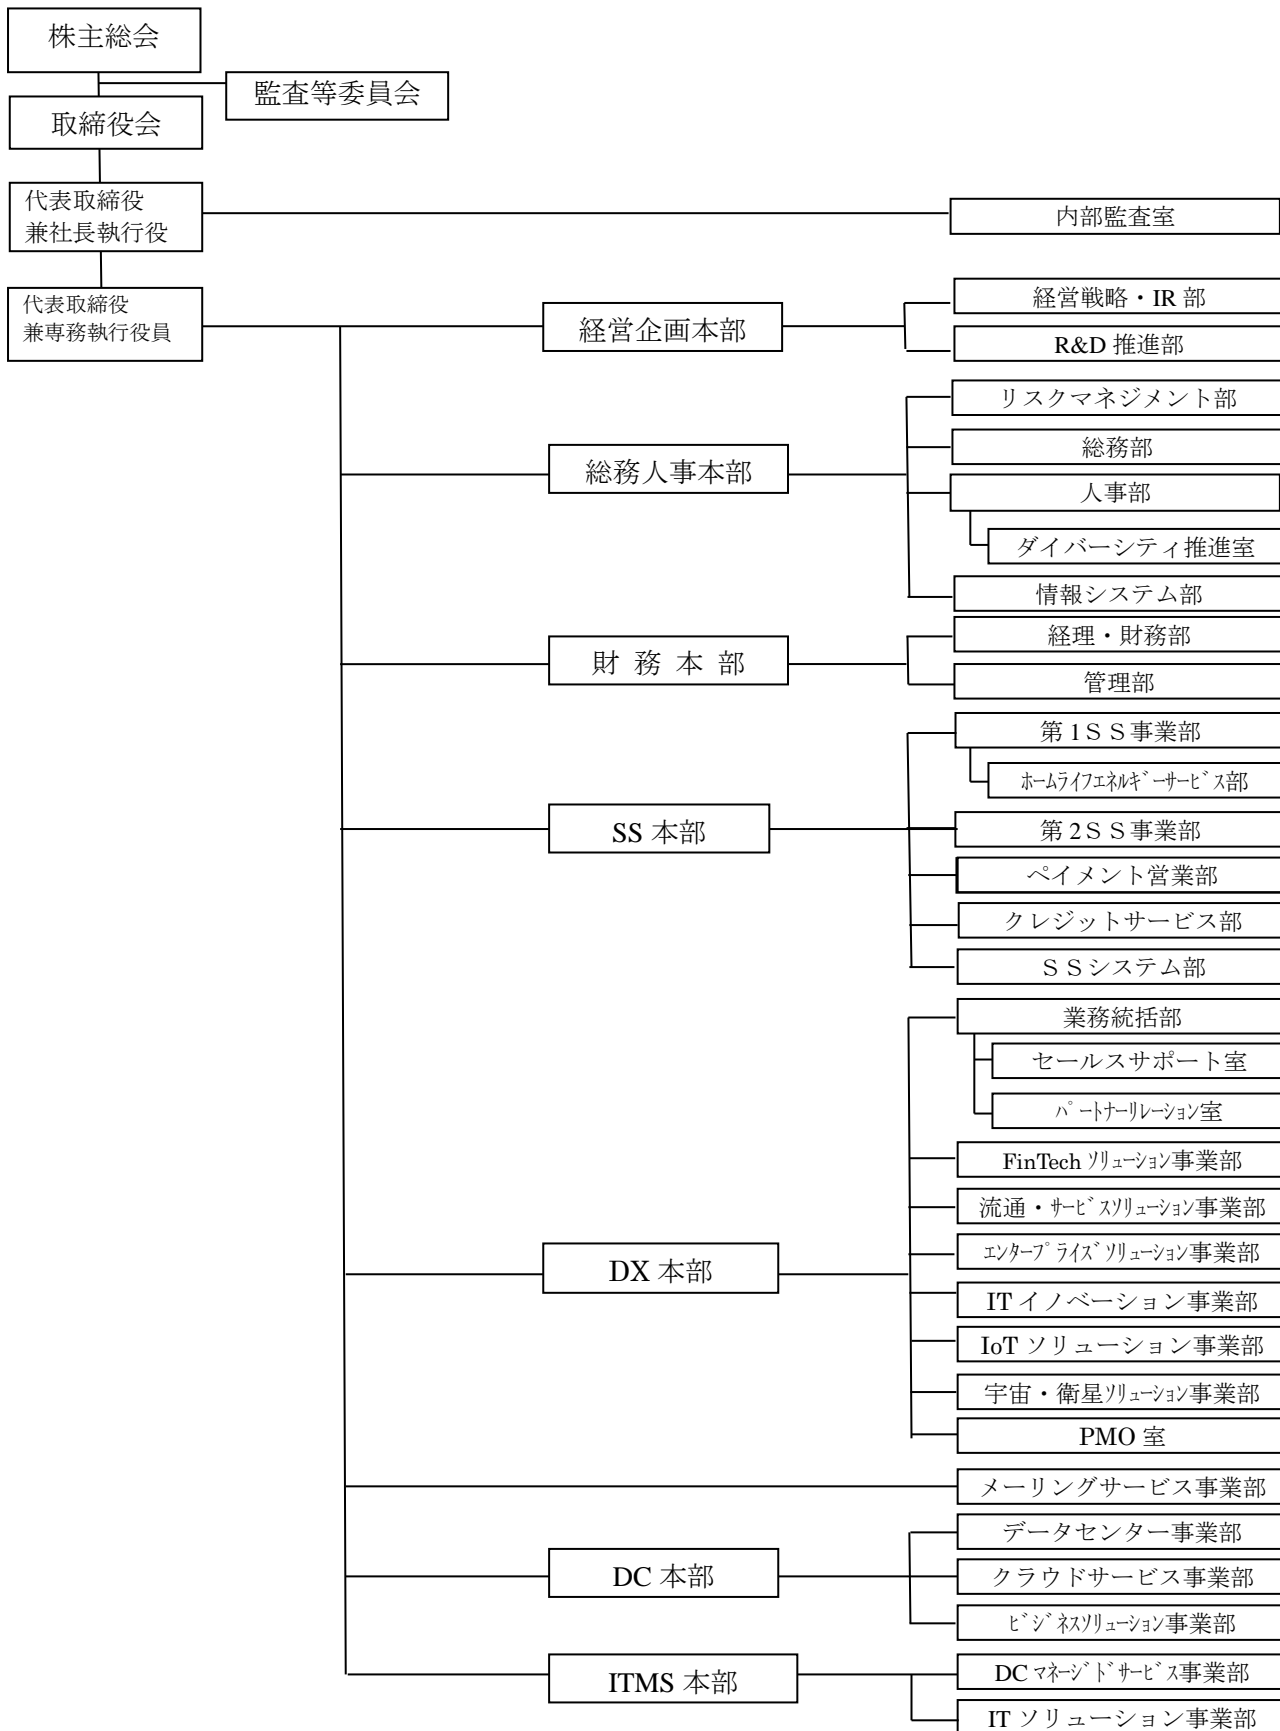 株主総会
監査等委員会
取締役会
代表取締役
兼社長執行役
内部監査室
代表取締役
兼専務執行役員
経営企画本部
経営戦略・IR 部
R&D 推進部
総務人事本部
リスクマネジメント部
総務部
人事部
ダイバーシティ推進室
情報システム部
財 務 本 部
経理・財務部
管理部
SS 本部
第 1ＳＳ事業部
ﾎｰﾑﾗｲﾌｴﾈﾙｷﾞｰｻｰﾋﾞｽ部
第 2ＳＳ事業部
ペイメント営業部
クレジットサービス部
ＳＳシステム部
DX 本部
業務統括部
セールスサポート室
ﾊﾟｰﾄﾅｰﾘﾚｰｼｮﾝ室
FinTech ｿﾘｭｰｼｮﾝ事業部
流通・ｻｰﾋﾞｽｿﾘｭｰｼｮﾝ事業部
ｴﾝﾀｰﾌﾟﾗｲｽﾞｿﾘｭｰｼｮﾝ事業部
IT イノベーション事業部
IoT ソリューション事業部
宇宙・衛星ｿﾘｭｰｼｮﾝ事業部
PMO 室
メーリングサービス事業部
DC 本部
データセンター事業部
クラウドサービス事業部
ﾋﾞｼﾞﾈｽｿﾘｭｰｼｮﾝ事業部
ITMS 本部
DC ﾏﾈｰｼﾞﾄﾞｻｰﾋﾞｽ事業部
IT ソリューション事業部